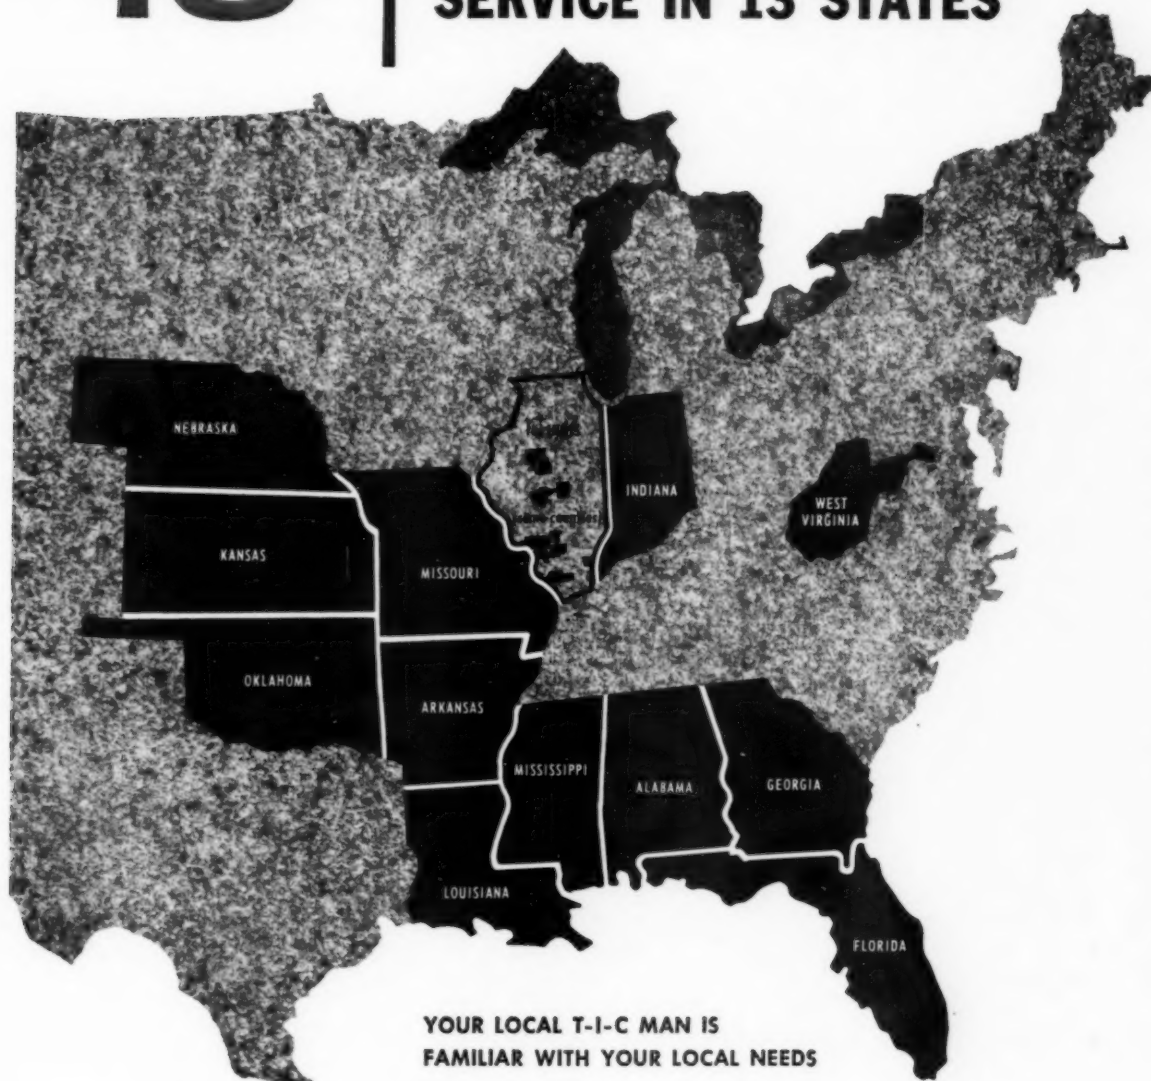 SERVICE IN 13 STATES
NEBRASKA
INDIANA
WEST
VIRGINIA
KANSAS
MISSOURI
OKLAHOMA
ARKANSAS
MISSISSIPPI
ALABAMA
GEORGIA
LOUISIANA
FLORIDA
YOUR LOCAL T-I-C MAN IS
FAMILIAR WITH YOUR LOCAL NEEDS